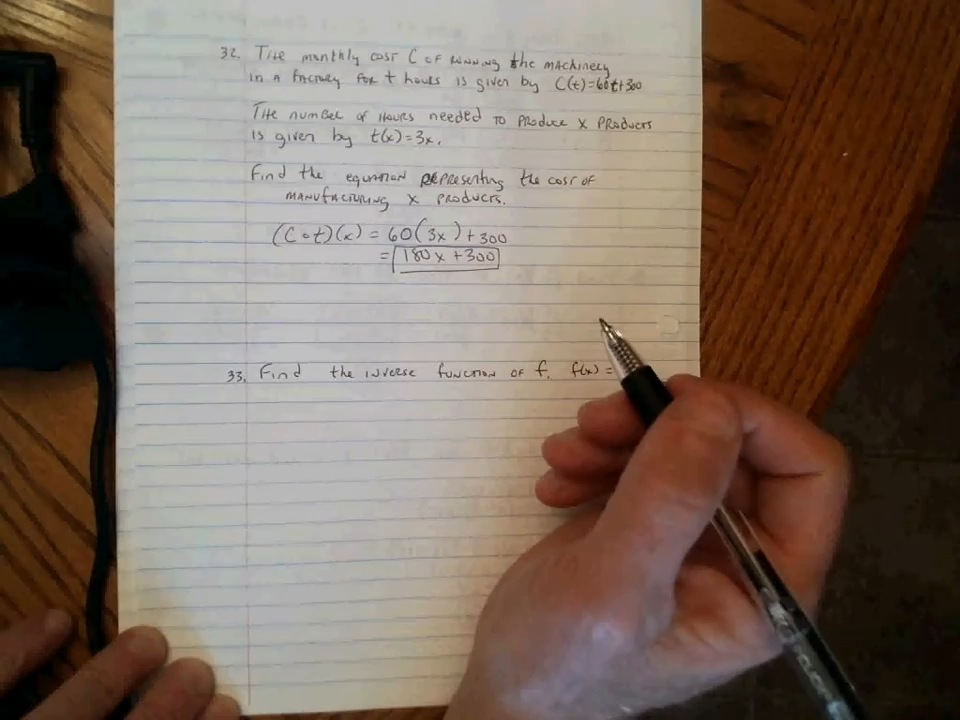 32. The monthly cost C of running the machinery
in a factory for t hours is given by C(t)=60t+300
The number of hours needed to produce x products
is given by t(x)=3x.
Find the equation representing the cost of
manufacturing x products.
(C∘t)(x) = 60(3x)+300
= 180x+300
33. Find the inverse function of f. f(x)=